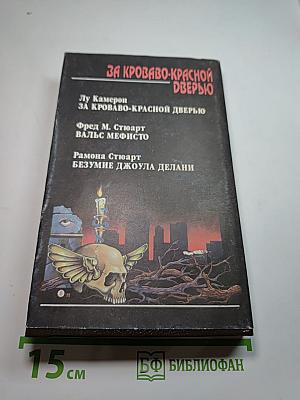 ЗА КРОВАВО-КРАСНОЙ
ДВЕРЬЮ
Лу Камерон
ЗА КРОВАВО-КРАСНОЙ ДВЕРЬЮ
Фред М. Стюарт
ВАЛЬС МЕФИСТО
Рамона Стюарт
БЕЗУМИЕ ДЖОУЛА ДЕЛАНИ
15 см
БФ БИБЛИОФАН